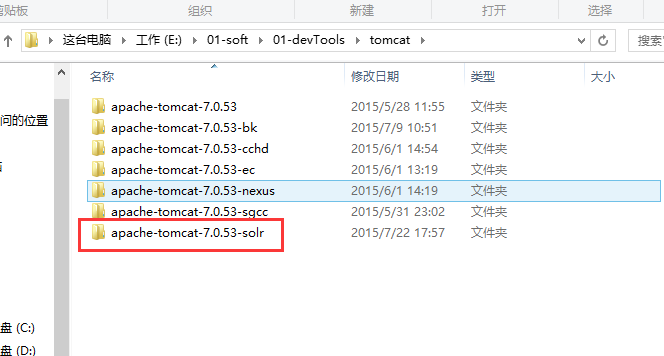 剪贴板 组织 新建 打开 选择
这台电脑 工作 (E:) 01-soft 01-devTools tomcat 搜索
名称 修改日期 类型 大小
apache-tomcat-7.0.53 2015/5/28 11:55 文件夹
问的位置
apache-tomcat-7.0.53-bk 2015/7/9 10:51 文件夹
apache-tomcat-7.0.53-cchd 2015/6/1 14:54 文件夹
apache-tomcat-7.0.53-ec 2015/6/1 13:19 文件夹
apache-tomcat-7.0.53-nexus 2015/6/1 14:19 文件夹
apache-tomcat-7.0.53-sgcc 2015/5/31 23:02 文件夹
apache-tomcat-7.0.53-solr 2015/7/22 17:57 文件夹
盘 (C:)
盘 (D:)